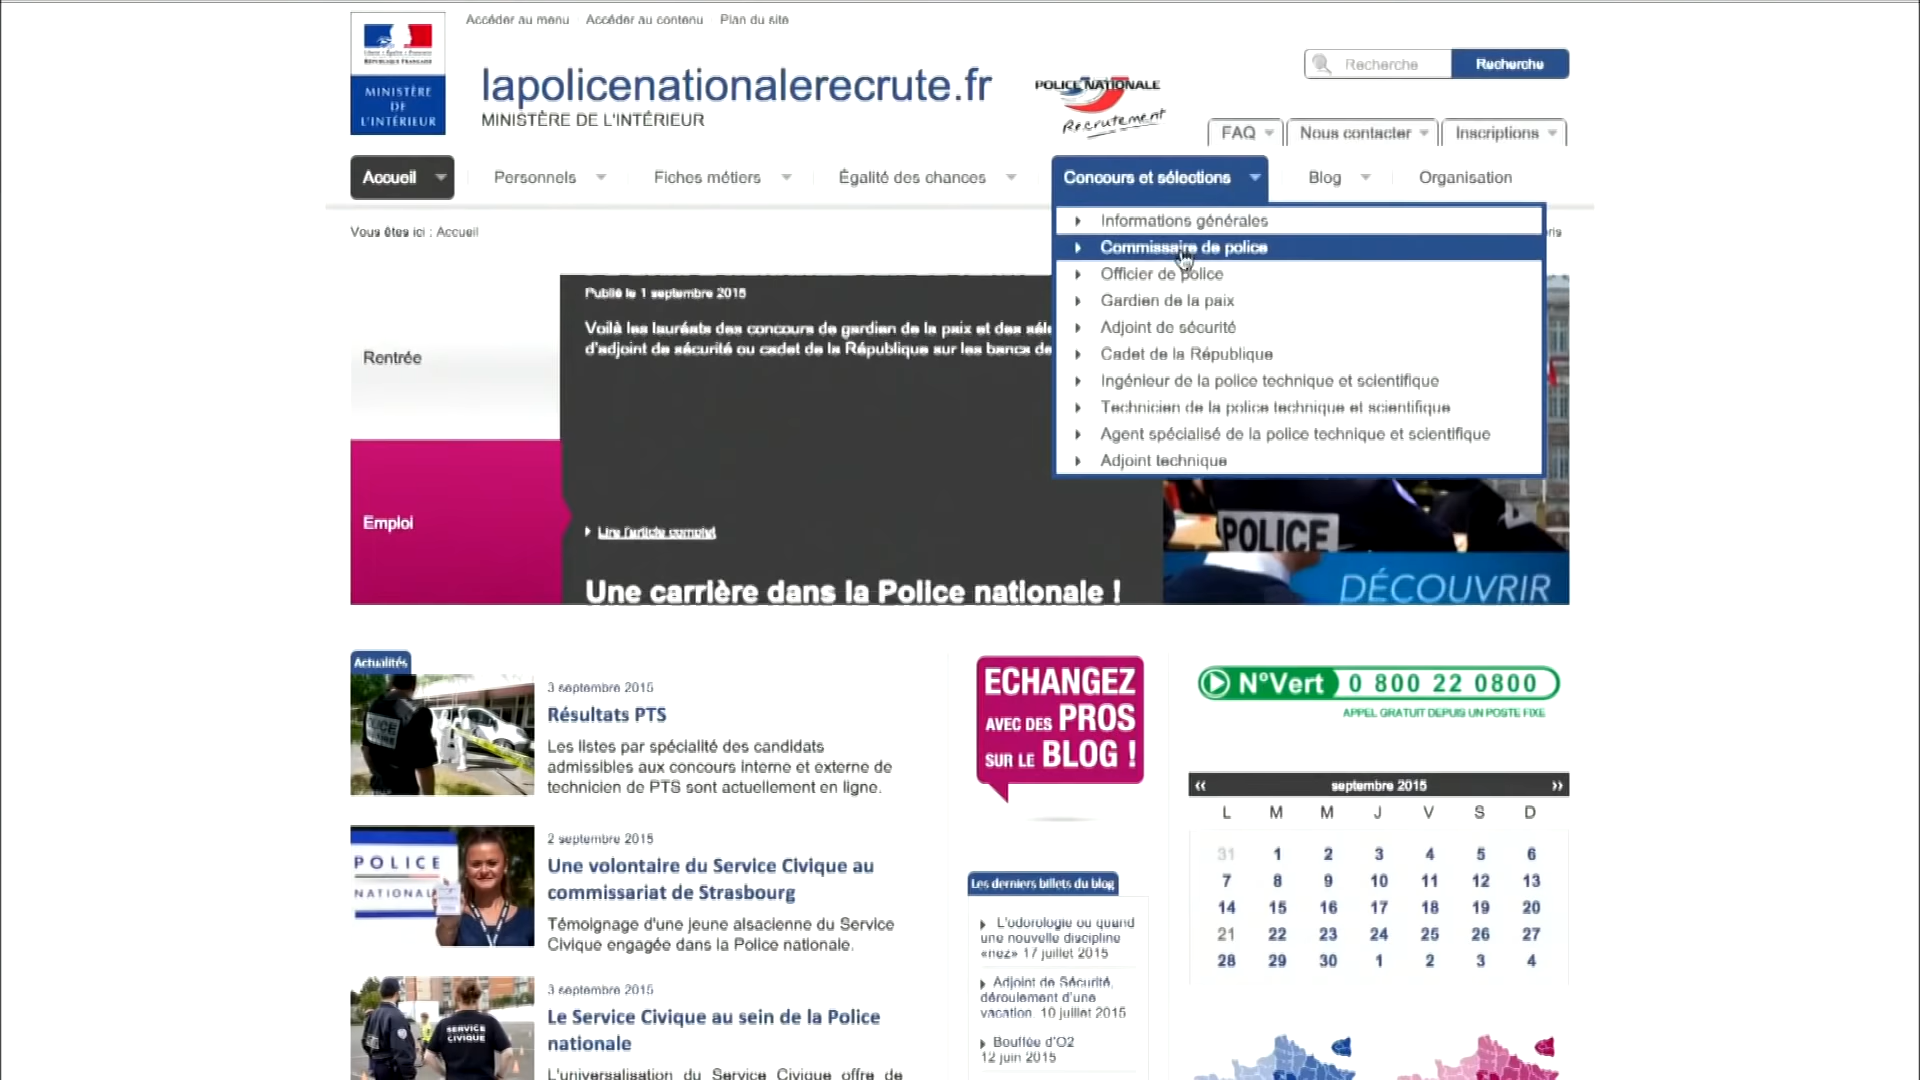 Accéder au menu
Accéder au contenu
Plan du site
RÉPUBLIQUE FRANÇAISE
MINISTÈRE
DE
L'INTÉRIEUR
lapolicenationalerecrute.fr
MINISTÈRE DE L'INTÉRIEUR
POLICE NATIONALE
Recrutement
Recherche
Recherche
FAQ
Nous contacter
Inscriptions
Accueil
Personnels
Fiches métiers
Égalité des chances
Concours et sélections
Blog
Organisation
Vous êtes ici : Accueil
Informations générales
Commissaire de police
Officier de police
Gardien de la paix
Adjoint de sécurité
Cadet de la République
Ingénieur de la police technique et scientifique
Technicien de la police technique et scientifique
Agent spécialisé de la police technique et scientifique
Adjoint technique
Rentrée
Emploi
Publié le 1 septembre 2015
Voilà les lauréats des concours de gardien de la paix et des séle
d'adjoint de sécurité ou cadet de la République sur les bancs de
Lire l'article complet
Une carrière dans la Police nationale !
POLICE
DÉCOUVRIR
Actualités
3 septembre 2015
Résultats PTS
Les listes par spécialité des candidats
admissibles aux concours interne et externe de
technicien de PTS sont actuellement en ligne.
POLICE
NATIONAL
2 septembre 2015
Une volontaire du Service Civique au
commissariat de Strasbourg
Témoignage d'une jeune alsacienne du Service
Civique engagée dans la Police nationale.
SERVICE
CIVIQUE
3 septembre 2015
Le Service Civique au sein de la Police
nationale
L'universalisation du Service Civique offre de
ECHANGEZ
AVEC DES PROS
SUR LE BLOG !
Les derniers billets du blog
L'odorologie ou quand
une nouvelle discipline
«nez» 17 juillet 2015
Adjoint de Sécurité,
déroulement d'une
vacation. 10 juillet 2015
Bouffée d'O2
12 juin 2015
N°Vert 0 800 22 0800
APPEL GRATUIT DEPUIS UN POSTE FIXE
« septembre 2015 »
L M M J V S D
31 1 2 3 4 5 6
7 8 9 10 11 12 13
14 15 16 17 18 19 20
21 22 23 24 25 26 27
28 29 30 1 2 3 4